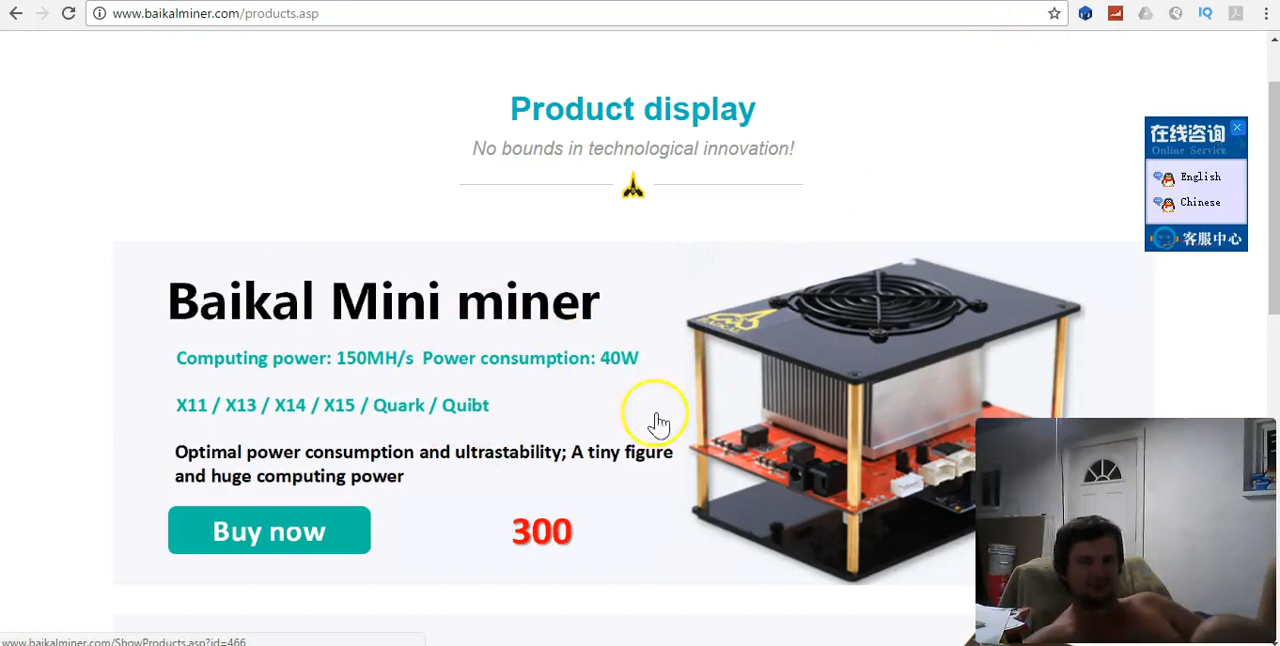 www.baikalminer.com/products.asp
Product display
No bounds in technological innovation!
在线咨询
Online Service
English
Chinese
客服中心
Baikal Mini miner
Computing power: 150MH/s Power consumption: 40W
X11 / X13 / X14 / X15 / Quark / Quibt
Optimal power consumption and ultrastability; A tiny figure
and huge computing power
Buy now
300
BAIKAL
www.baikalminer.com/ShowProducts.asp?id=466